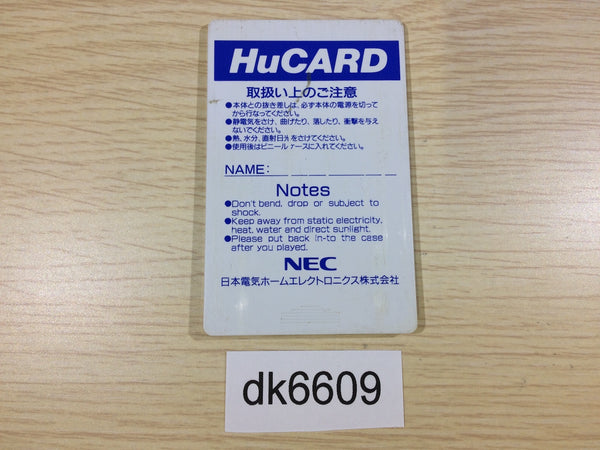 HuCARD
取扱い上のご注意
●本体との抜き差しは、必ず本体の電源を切って
から行なってください。
●静電気をさけ、曲げたり、落したり、衝撃を与え
ないでください。
●熱、水分、直射日光をさけてください。
●使用後はビニールケースに入れてください。
NAME:
Notes
●Don't bend, drop or subject to
shock.
●Keep away from static electricity,
heat, water and direct sunlight.
●Please put back in-to the case
after you played.
NEC
日本電気ホームエレクトロニクス株式会社
dk6609